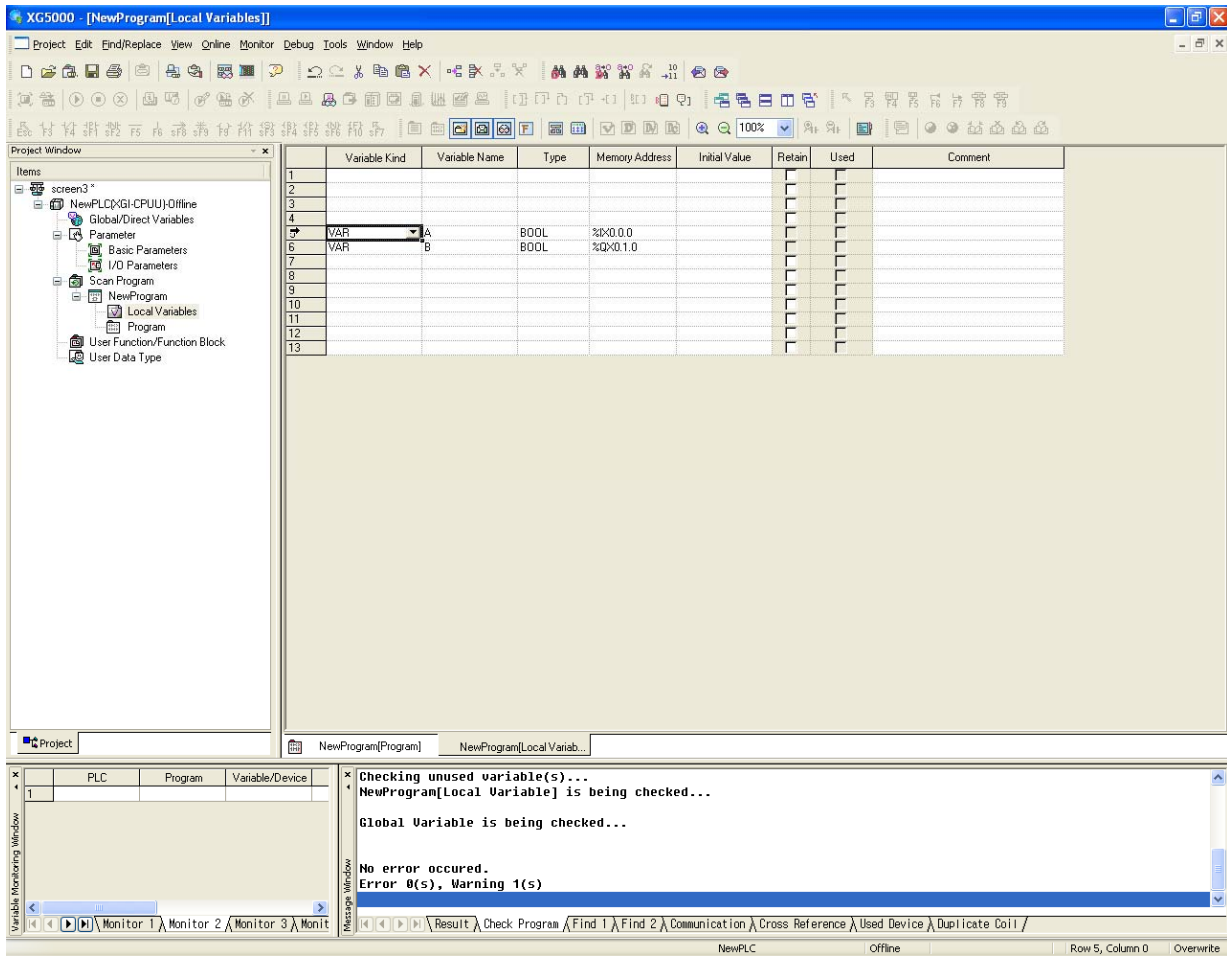 XG5000 - [NewProgram[Local Variables]]
Project Edit Find/Replace View Online Monitor Debug Tools Window Help
100%
Project Window
Items
screen3 *
NewPLC(XGI-CPUU)-Offline
Global/Direct Variables
Parameter
Basic Parameters
I/O Parameters
Scan Program
NewProgram
Local Variables
Program
User Function/Function Block
User Data Type
Project
Variable Kind Variable Name Type Memory Address Initial Value Retain Used Comment
1
2
3
4
5 VAR A BOOL %IX0.0.0
6 VAR B BOOL %QX0.1.0
7
8
9
10
11
12
13
NewProgram[Program] NewProgram[Local Variab...
Variable Monitoring Window
PLC Program Variable/Device
1
Monitor 1 Monitor 2 Monitor 3 Monit
Message Window
Checking unused variable(s)...
NewProgram[Local Variable] is being checked...
Global Variable is being checked...
No error occured.
Error 0(s), Warning 1(s)
Result Check Program Find 1 Find 2 Communication Cross Reference Used Device Duplicate Coil
NewPLC Offline Row 5, Column 0 Overwrite